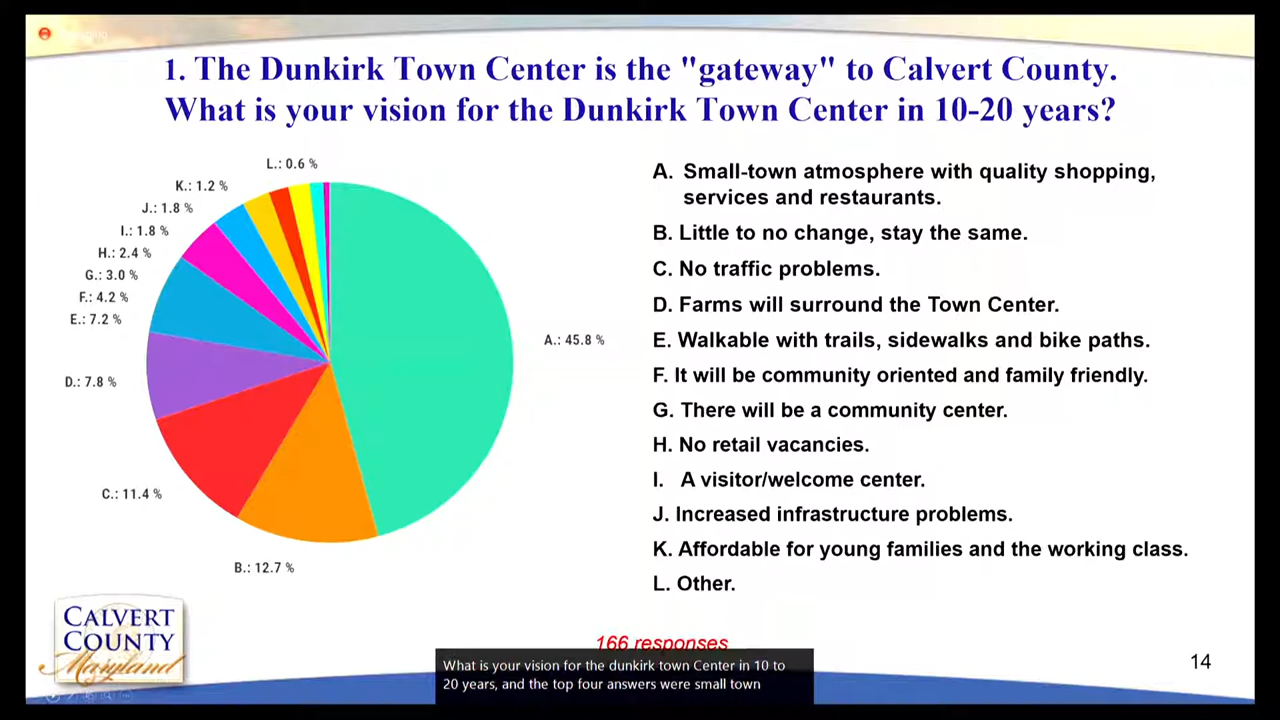 1. The Dunkirk Town Center is the "gateway" to Calvert County.
What is your vision for the Dunkirk Town Center in 10-20 years?
L.: 0.6 %
K.: 1.2 %
J.: 1.8 %
I.: 1.8 %
H.: 2.4 %
G.: 3.0 %
F.: 4.2 %
E.: 7.2 %
D.: 7.8 %
C.: 11.4 %
B.: 12.7 %
A.: 45.8 %
A. Small-town atmosphere with quality shopping,
services and restaurants.
B. Little to no change, stay the same.
C. No traffic problems.
D. Farms will surround the Town Center.
E. Walkable with trails, sidewalks and bike paths.
F. It will be community oriented and family friendly.
G. There will be a community center.
H. No retail vacancies.
I. A visitor/welcome center.
J. Increased infrastructure problems.
K. Affordable for young families and the working class.
L. Other.
166 responses
CALVERT
COUNTY
Maryland
14
What is your vision for the dunkirk town Center in 10 to
20 years, and the top four answers were small town